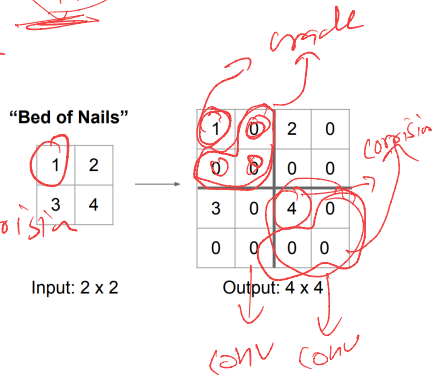 “Bed of Nails”
1 2
3 4
1 0 2 0
0 0 0 0
3 0 4 0
0 0 0 0
Input: 2 x 2
Output: 4 x 4
conv conv